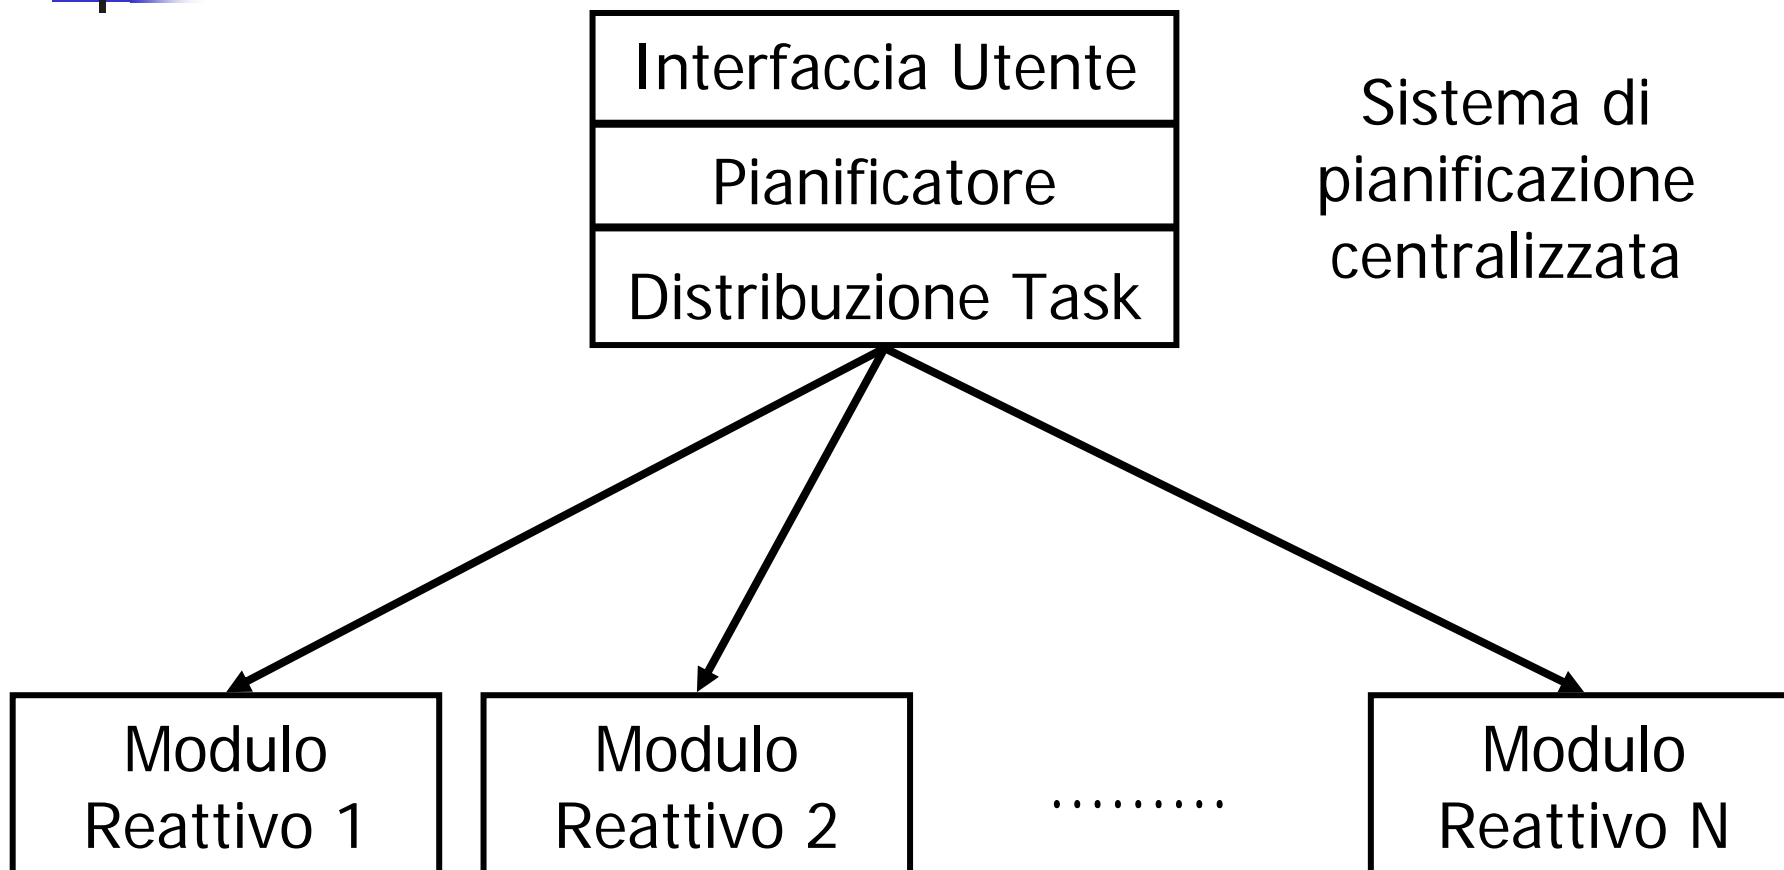 Interfaccia Utente
Pianificatore
Distribuzione Task
Sistema di
pianificazione
centralizzata
Modulo
Reattivo 1
Modulo
Reattivo 2
.........
Modulo
Reattivo N